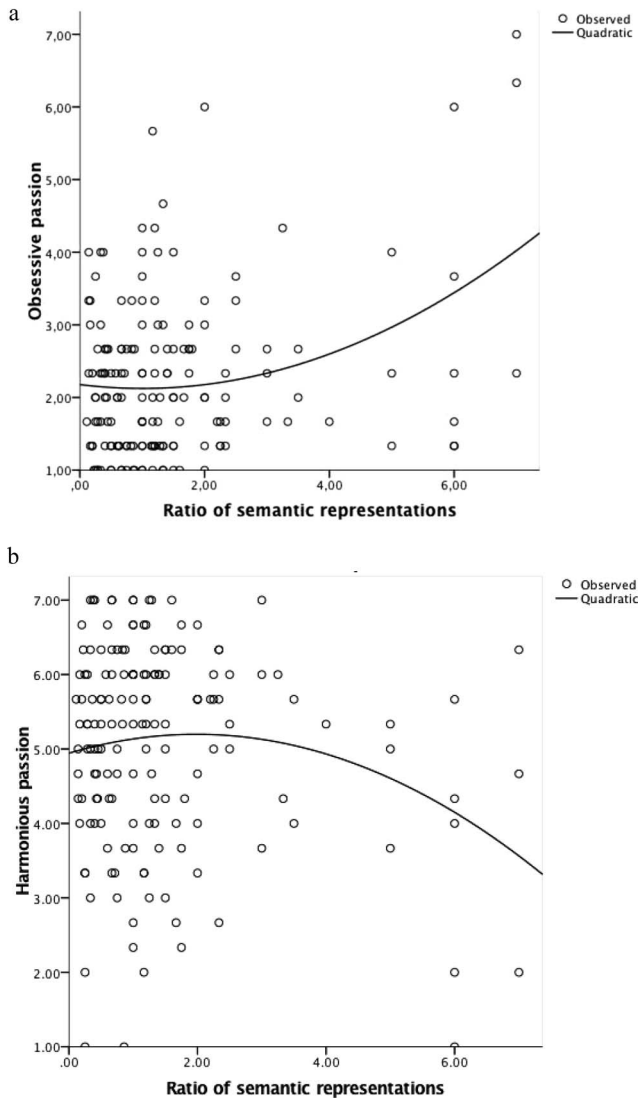 a
Observed
Quadratic
7,00
6,00
5,00
4,00
3,00
2,00
1,00
Obsessive passion
,00
2,00
4,00
6,00
Ratio of semantic representations
b
Observed
Quadratic
7.00
6.00
5.00
4.00
3.00
2.00
1.00
Harmonious passion
.00
2.00
4.00
6.00
Ratio of semantic representations